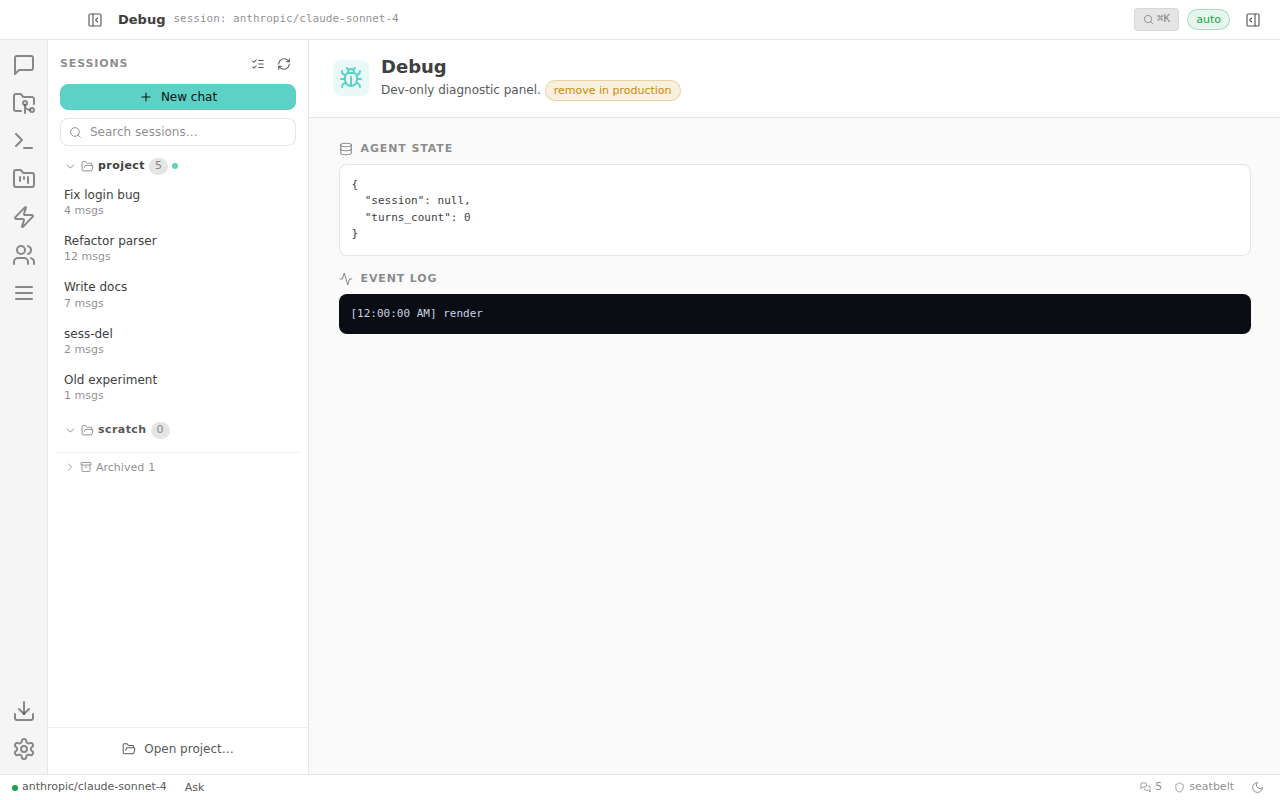 Debug session: anthropic/claude-sonnet-4
⌘K
auto
SESSIONS
New chat
Search sessions…
project 5
Fix login bug
4 msgs
Refactor parser
12 msgs
Write docs
7 msgs
sess-del
2 msgs
Old experiment
1 msgs
scratch 0
Archived 1
Open project…
Debug
Dev-only diagnostic panel. remove in production
AGENT STATE
{
"session": null,
"turns_count": 0
}
EVENT LOG
[12:00:00 AM] render
anthropic/claude-sonnet-4 Ask
5 seatbelt